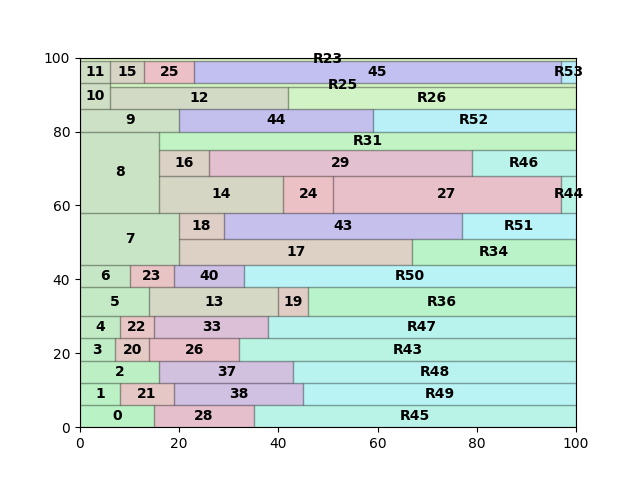 R23
100
11 15 25 45 R53
R25
10 12 R26
9 44 R52
80
R31
8 16 29 R46
14 24 27 R44
60
18 43 R51
7
17 R34
40
6 23 40 R50
5 13 19 R36
4 22 33 R47
3 20 26 R43
20
2 37 R48
1 21 38 R49
0 28 R45
0
0 20 40 60 80 100